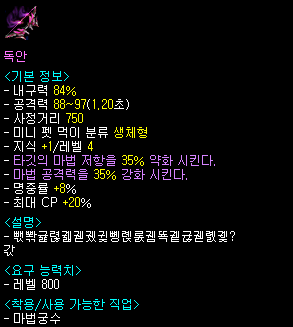 독안
<기본 정보>
- 내구력 84%
- 공격력 88~97(1,20초)
- 사정거리 750
- 미니 펫 먹이 분류 생체형
- 지식 +1/레벨 4
- 타깃의 마법 저항을 35% 약화 시킨다.
- 마법 공격력을 35% 강화 시킨다.
- 명중률 +8%
- 최대 CP +20%
<설명>
값
<요구 능력치>
- 레벨 800
<착용/사용 가능한 직업>
- 마법궁수